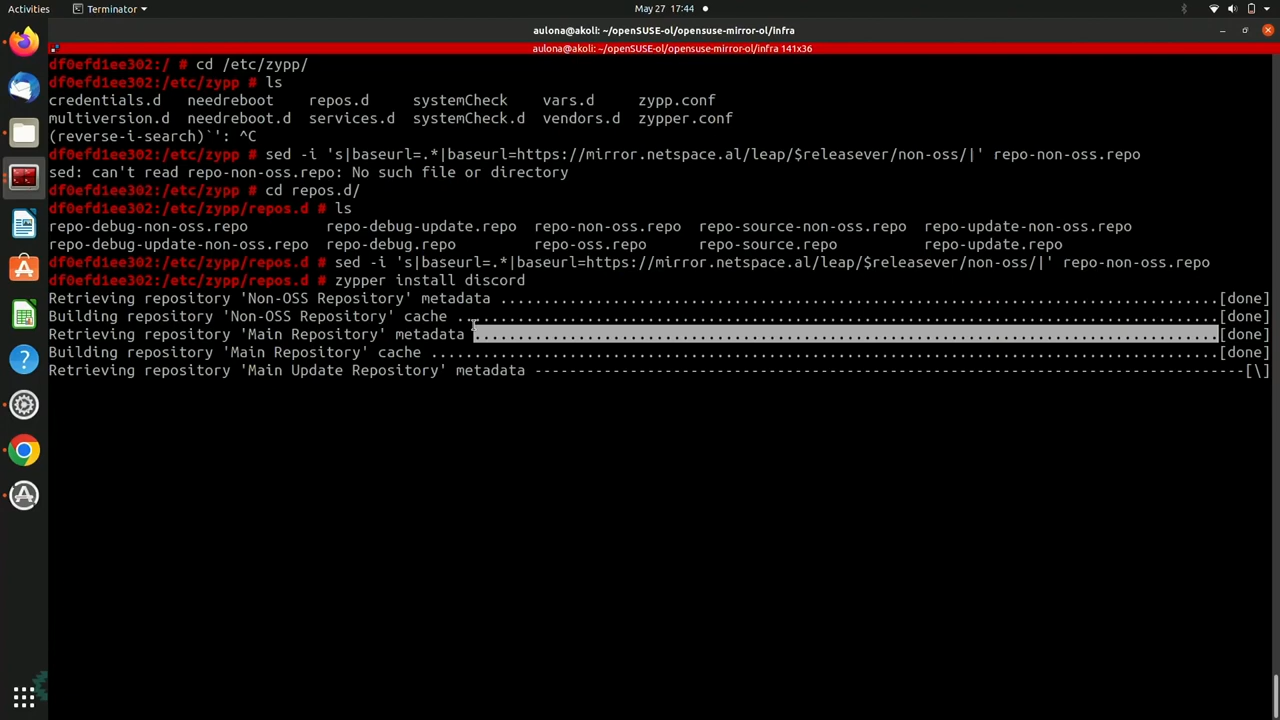 Activities
Terminator
May 27 17:44
aulona@akoli: ~/openSUSE-ol/opensuse-mirror-ol/infra
aulona@akoli: ~/openSUSE-ol/opensuse-mirror-ol/infra 141x36
df0efd1ee302:/ # cd /etc/zypp/
df0efd1ee302:/etc/zypp # ls
credentials.d needreboot repos.d systemCheck vars.d zypp.conf
multiversion.d needreboot.d services.d systemCheck.d vendors.d zypper.conf
(reverse-i-search)`': ^C
df0efd1ee302:/etc/zypp # sed -i 's|baseurl=.*|baseurl=https://mirror.netspace.al/leap/$releasever/non-oss/|' repo-non-oss.repo
sed: can't read repo-non-oss.repo: No such file or directory
df0efd1ee302:/etc/zypp # cd repos.d/
df0efd1ee302:/etc/zypp/repos.d # ls
repo-debug-non-oss.repo repo-debug-update.repo repo-non-oss.repo repo-source-non-oss.repo repo-update-non-oss.repo
repo-debug-update-non-oss.repo repo-debug.repo repo-oss.repo repo-source.repo repo-update.repo
df0efd1ee302:/etc/zypp/repos.d # sed -i 's|baseurl=.*|baseurl=https://mirror.netspace.al/leap/$releasever/non-oss/|' repo-non-oss.repo
df0efd1ee302:/etc/zypp/repos.d # zypper install discord
Retrieving repository 'Non-OSS Repository' metadata ...................................................................................[done]
Building repository 'Non-OSS Repository' cache ........................................................................................[done]
Retrieving repository 'Main Repository' metadata ......................................................................................[done]
Building repository 'Main Repository' cache ...........................................................................................[done]
Retrieving repository 'Main Update Repository' metadata ----------------------------------------------------------------------------------[\]